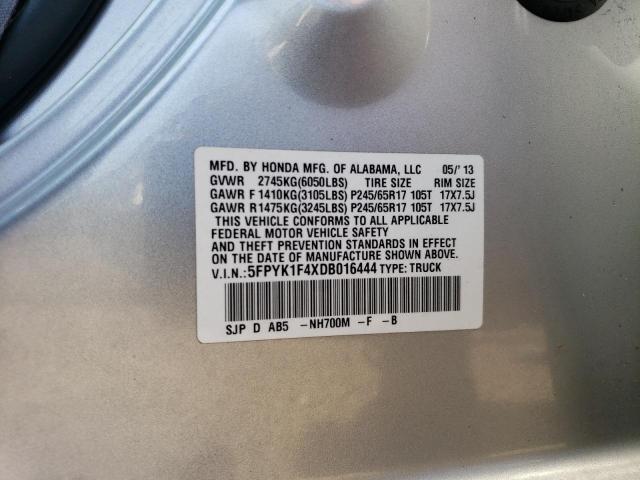 MFD. BY HONDA MFG. OF ALABAMA, LLC 05/'13
GVWR 2745KG(6050LBS) TIRE SIZE RIM SIZE
GAWR F1410KG(3105LBS) P245/65R17 105T 17X7.5J
GAWR R1475KG(3245LBS) P245/65R17 105T 17X7.5J
THIS VEHICLE CONFORMS TO ALL APPLICABLE
FEDERAL MOTOR VEHICLE SAFETY
AND THEFT PREVENTION STANDARDS IN EFFECT
ON THE DATE OF MANUFACTURE SHOWN ABOVE.
V.I.N.:5FPYK1F4XDB016444 TYPE: TRUCK
SJP D AB5 -NH700M -F -B